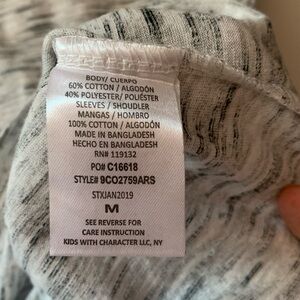 BODY/ CUERPO
60% COTTON / ALGODÓN
40% POLYESTER/ POLIÉSTER
SLEEVES / SHOUDLER
MANGAS / HOMBRO
100% COTTON / ALGODÓN
MADE IN BANGLADESH
HECHO EN BANGLADESH
RN# 119132
PO# C16618
STYLE# 9CO2759ARS
STXJAN2019
M
SEE REVERSE FOR
CARE INSTRUCTION
KIDS WITH CHARACTER LLC, NY